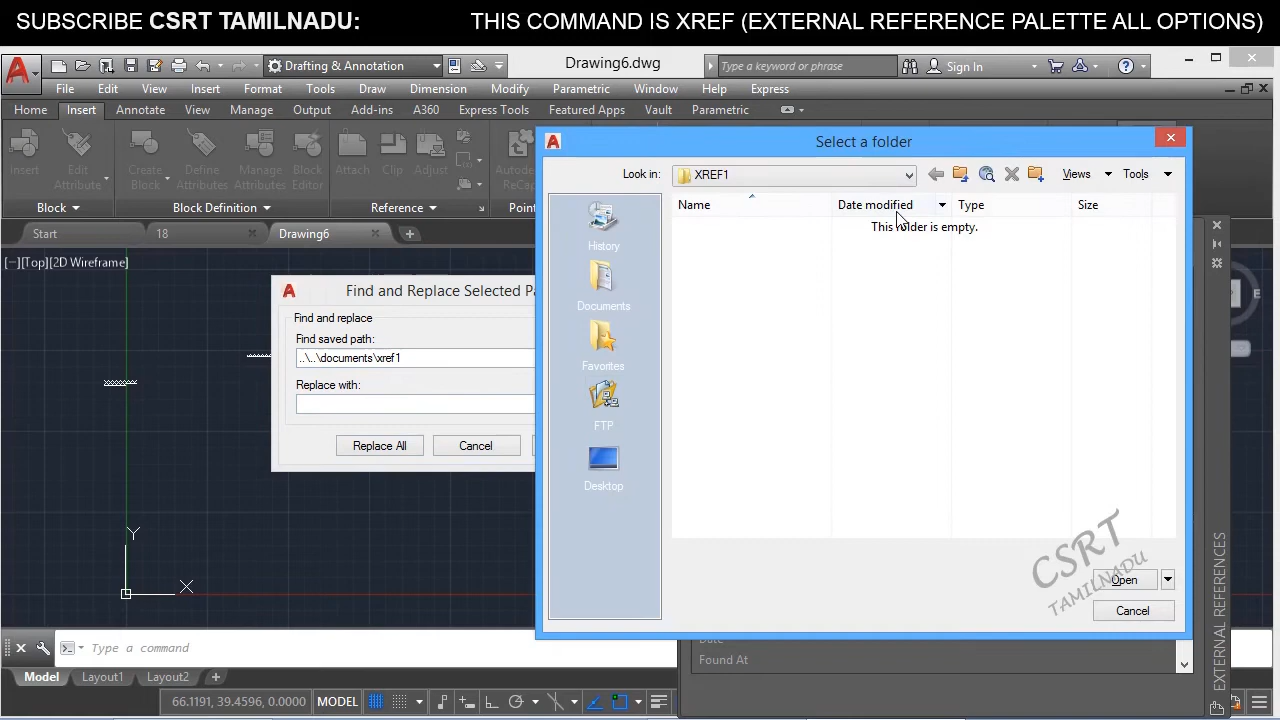 SUBSCRIBE CSRT TAMILNADU: THIS COMMAND IS XREF (EXTERNAL REFERENCE PALETTE ALL OPTIONS)
Drafting & Annotation Drawing6.dwg Type a keyword or phrase Sign In
File Edit View Insert Format Tools Draw Dimension Modify Parametric Window Help Express
Home Insert Annotate View Manage Output Add-ins A360 Express Tools Featured Apps Vault Parametric
Insert Edit Attribute Create Block Manage Attributes Block Editor Attach Clip Adjust
Block Block Definition Reference
Start 18 Drawing6
[−][Top][2D Wireframe]
Find and Replace Selected
Find and replace
Find saved path:
..\..\documents\xref1
Replace with:
Replace All Cancel
Select a folder
Look in: XREF1 Views Tools
Name Date modified Type Size
This folder is empty.
History
Documents
Favorites
FTP
Desktop
Open
Cancel
CSRT
TAMILNADU
E
Y
X
Found At
EXTERNAL REFERENCES
Type a command
Model Layout1 Layout2
66.1191, 39.4596, 0.0000 MODEL